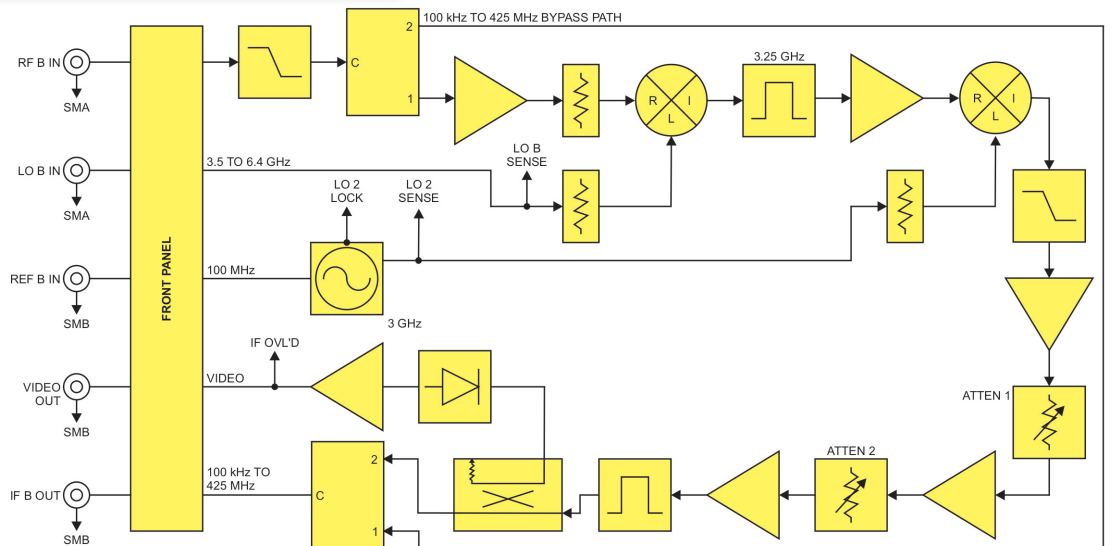 100 kHz TO 425 MHz BYPASS PATH
2
RF B IN
C
3.25 GHz
1
R
I
L
R
I
L
SMA
LO B IN
3.5 TO 6.4 GHz
LO B
SENSE
SMA
LO 2
LOCK
LO 2
SENSE
FRONT PANEL
REF B IN
100 MHz
SMB
3 GHz
IF OVL'D
VIDEO
OUT
VIDEO
ATTEN 1
SMB
ATTEN 2
2
100 kHz TO
425 MHz
IF B OUT
C
1
SMB